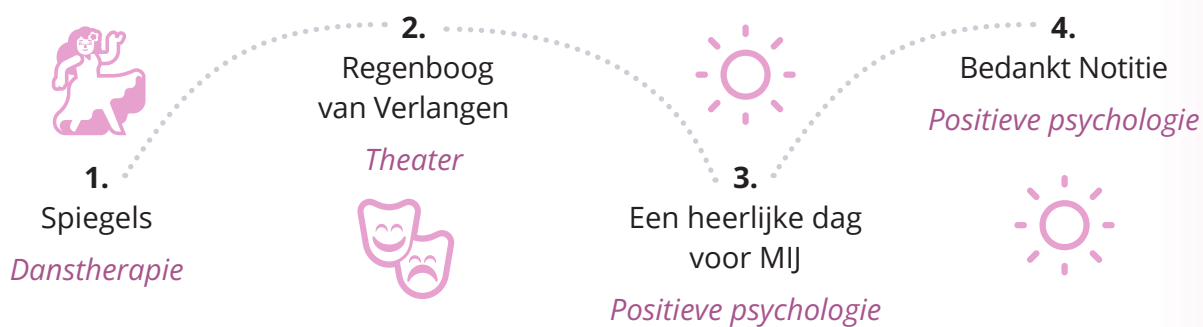 1.
Spiegels
Danstherapie
2.
Regenboog
van Verlangen
Theater
3.
Een heerlijke dag
voor MIJ
Positieve psychologie
4.
Bedankt Notitie
Positieve psychologie